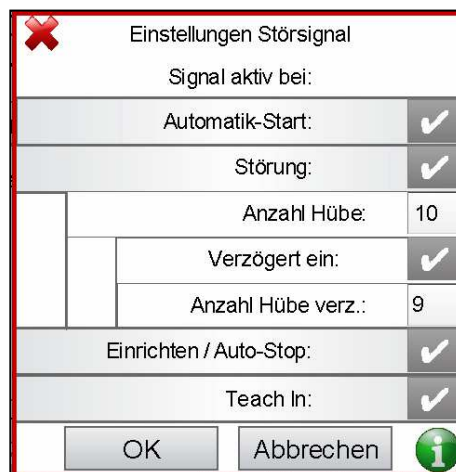 Einstellungen Störsignal
Signal aktiv bei:
Automatik-Start:
Störung:
Anzahl Hübe: 10
Verzögert ein:
Anzahl Hübe verz.: 9
Einrichten / Auto-Stop:
Teach In:
OK Abbrechen